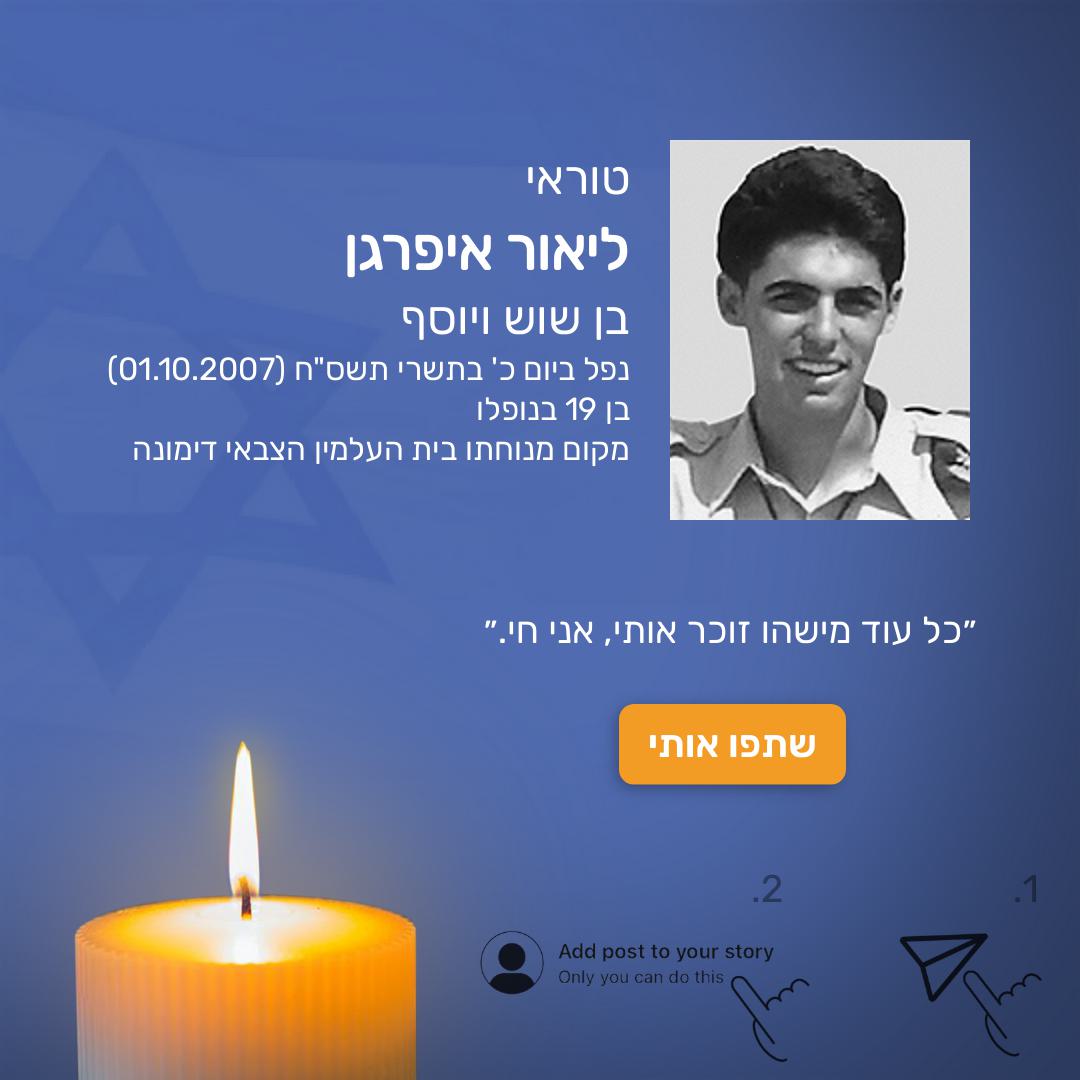 טוראי
ליאור איפרגן
בן שוש ויוסף
נפל ביום כ' בתשרי תשס"ח (01.10.2007)
בן 19 בנופלו
מקום מנוחתו בית העלמין הצבאי דימונה
״כל עוד מישהו זוכר אותי, אני חי.״
שתפו אותי
1.
2.
Add post to your story
Only you can do this